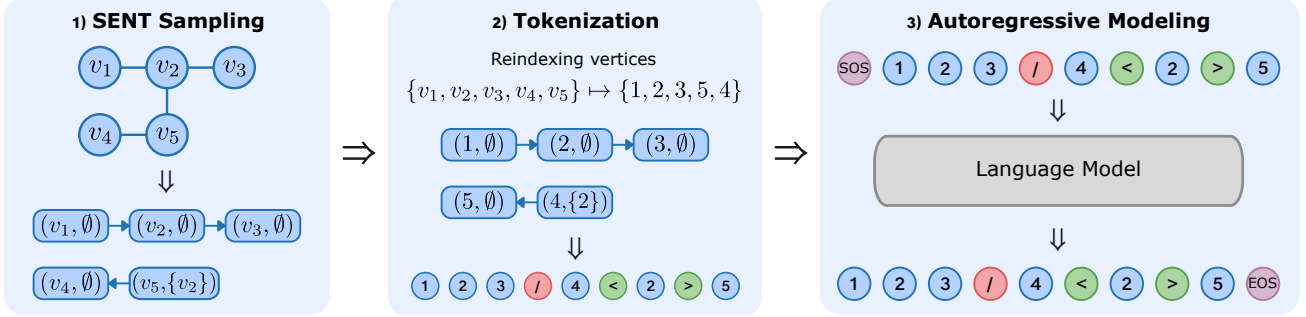 1) SENT Sampling
v1 v2 v3
v4 v5
⇓
(v1, ∅) (v2, ∅) (v3, ∅)
(v4, ∅) (v5,{v2})
⇒
2) Tokenization
Reindexing vertices
{v1, v2, v3, v4, v5} ↦ {1, 2, 3, 5, 4}
(1, ∅) (2, ∅) (3, ∅)
(5, ∅) (4,{2})
⇓
1 2 3 / 4 < 2 > 5
⇒
3) Autoregressive Modeling
SOS 1 2 3 / 4 < 2 > 5
⇓
Language Model
⇓
1 2 3 / 4 < 2 > 5 EOS